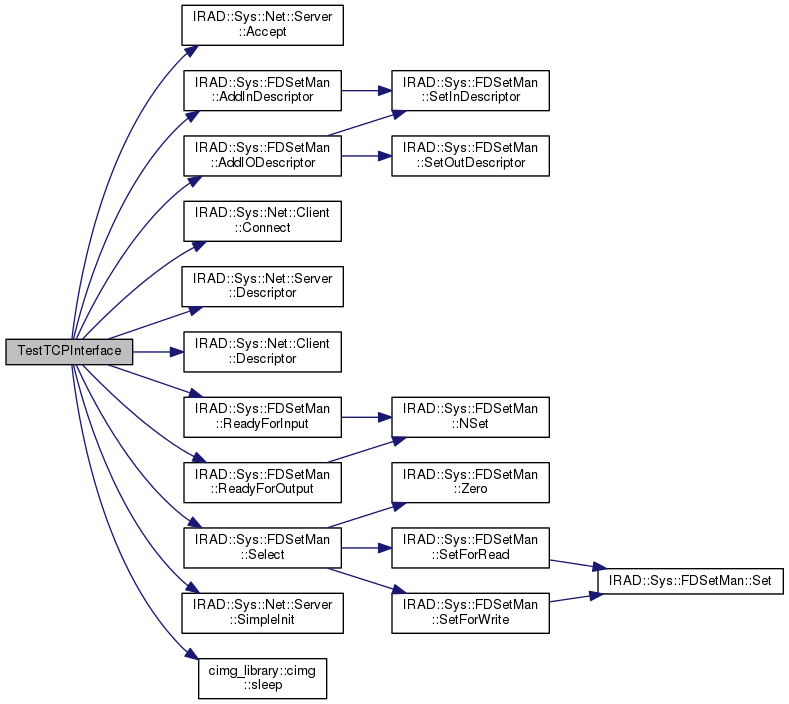 IRAD::Sys::Net::Server
::Accept
IRAD::Sys::FDSetMan
::AddInDescriptor
IRAD::Sys::FDSetMan
::SetInDescriptor
IRAD::Sys::FDSetMan
::AddIODescriptor
IRAD::Sys::FDSetMan
::SetOutDescriptor
IRAD::Sys::Net::Client
::Connect
IRAD::Sys::Net::Server
::Descriptor
TestTCPInterface
IRAD::Sys::Net::Client
::Descriptor
IRAD::Sys::FDSetMan
::ReadyForInput
IRAD::Sys::FDSetMan
::NSet
IRAD::Sys::FDSetMan
::ReadyForOutput
IRAD::Sys::FDSetMan
::Zero
IRAD::Sys::FDSetMan
::Select
IRAD::Sys::FDSetMan
::SetForRead
IRAD::Sys::FDSetMan::Set
IRAD::Sys::Net::Server
::SimpleInit
IRAD::Sys::FDSetMan
::SetForWrite
cimg_library::cimg
::sleep